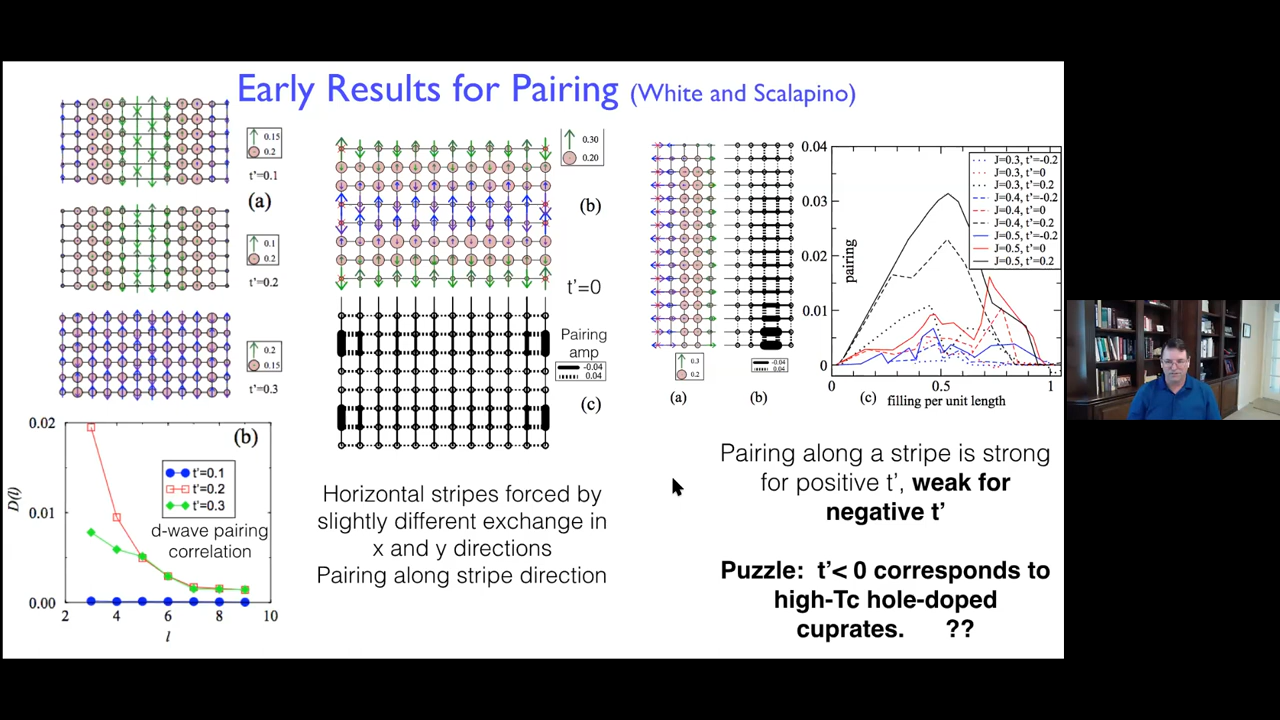 Early Results for Pairing (White and Scalapino)
0.15
0.2
t'=0.1
(a)
0.1
0.2
t'=0.2
0.2
0.15
t'=0.3
(b)
0.02
0.01
0.00
D(l)
t'=0.1
t'=0.2
t'=0.3
d-wave pairing
correlation
2 4 6 8 10
l
0.30
0.20
(b)
t'=0
Pairing
amp
-0.04
0.04
(c)
Horizontal stripes forced by
slightly different exchange in
x and y directions
Pairing along stripe direction
0.3
0.2
(a)
-0.04
0.04
(b)
0.04
0.03
0.02
0.01
0
pairing
J=0.3, t'=-0.2
J=0.3, t'=0
J=0.3, t'=0.2
J=0.4, t'=-0.2
J=0.4, t'=0
J=0.4, t'=0.2
J=0.5, t'=-0.2
J=0.5, t'=0
J=0.5, t'=0.2
0 0.5 1
(c) filling per unit length
Pairing along a stripe is strong
for positive t', weak for
negative t'
Puzzle: t'< 0 corresponds to
high-Tc hole-doped
cuprates. ??